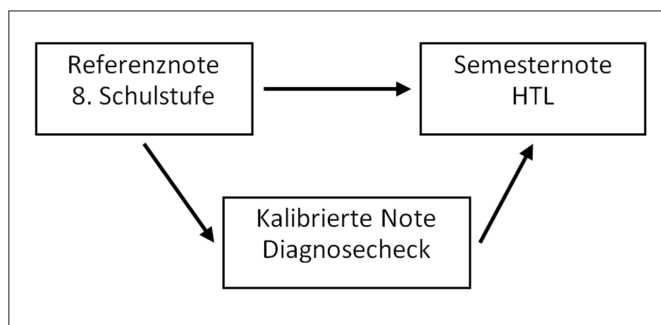 Referenznote
8. Schulstufe
Semesternote
HTL
Kalibrierte Note
Diagnosecheck